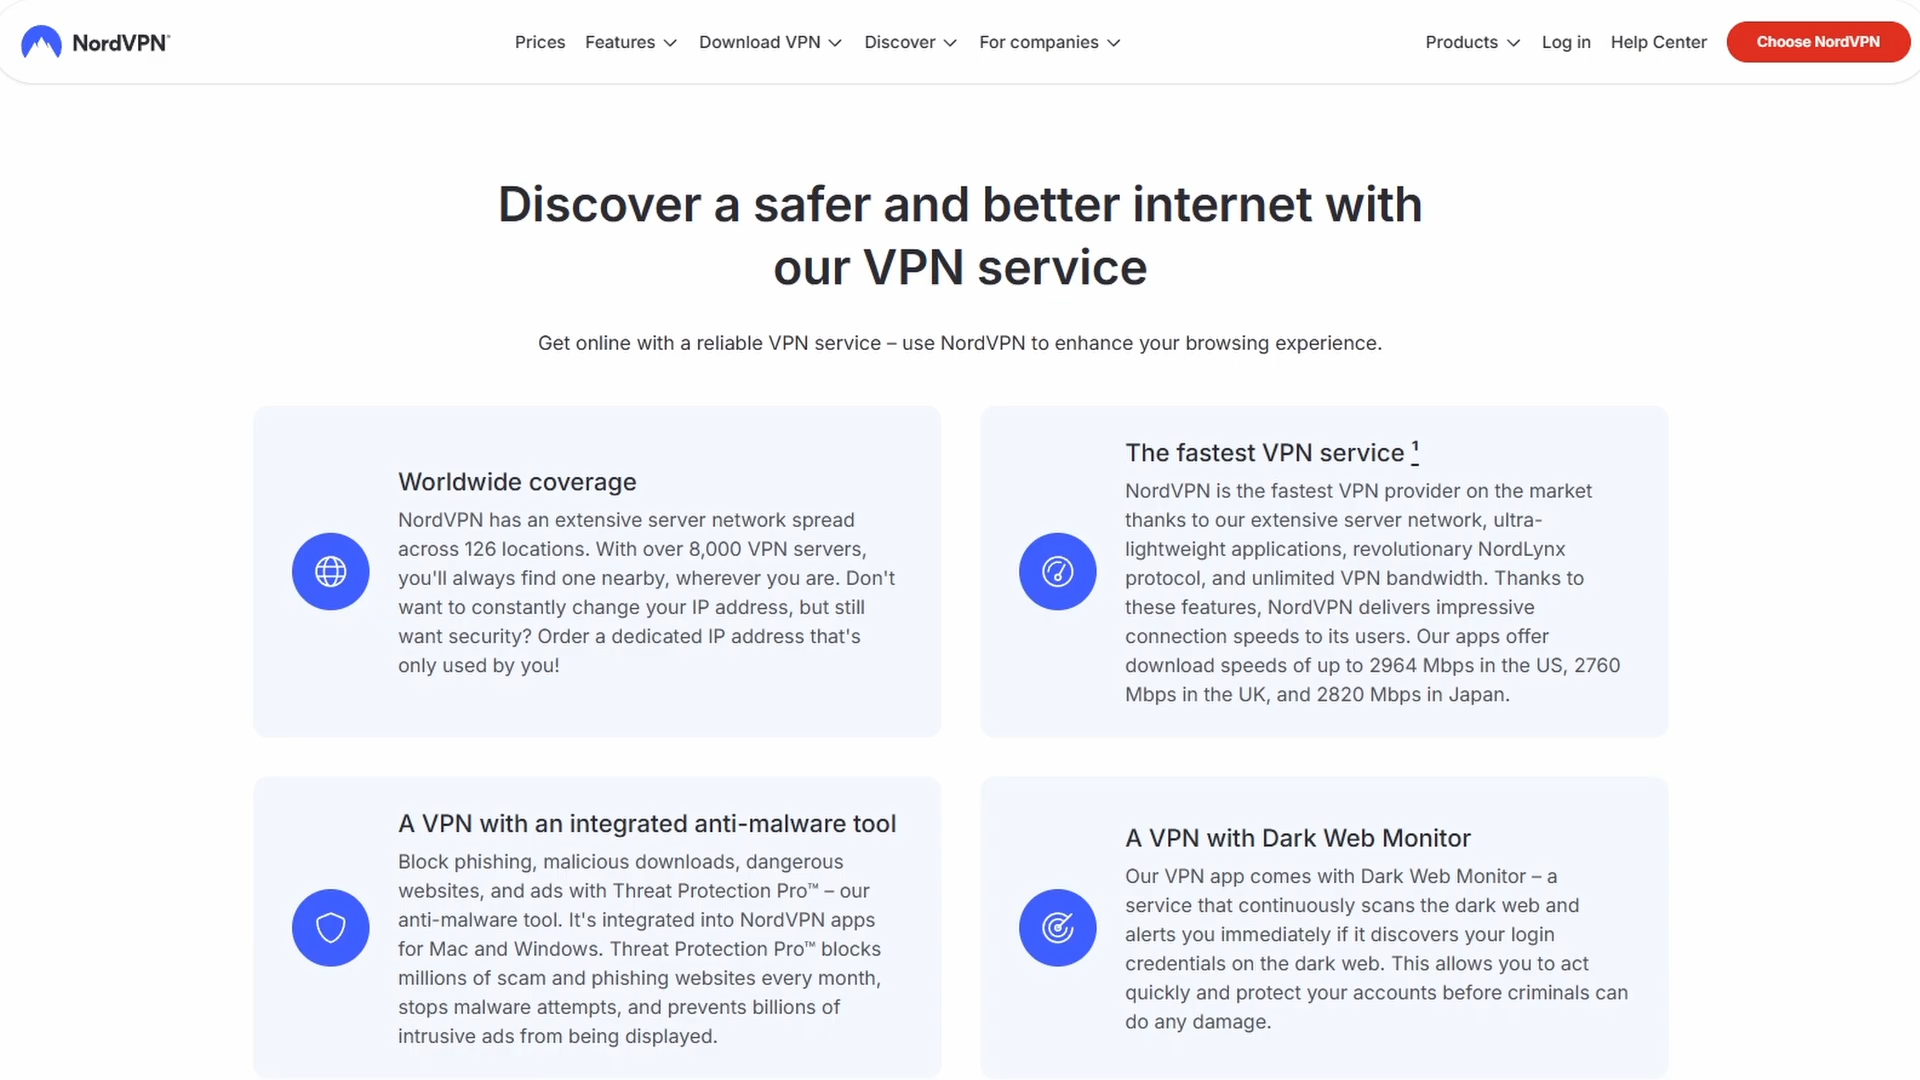 NordVPN®
Prices
Features
Download VPN
Discover
For companies
Products
Log in
Help Center
Choose NordVPN
Discover a safer and better internet with
our VPN service
Get online with a reliable VPN service – use NordVPN to enhance your browsing experience.
Worldwide coverage
NordVPN has an extensive server network spread
across 126 locations. With over 8,000 VPN servers,
you'll always find one nearby, wherever you are. Don't
want to constantly change your IP address, but still
want security? Order a dedicated IP address that's
only used by you!
The fastest VPN service ¹
NordVPN is the fastest VPN provider on the market
thanks to our extensive server network, ultra-
lightweight applications, revolutionary NordLynx
protocol, and unlimited VPN bandwidth. Thanks to
these features, NordVPN delivers impressive
connection speeds to its users. Our apps offer
download speeds of up to 2964 Mbps in the US, 2760
Mbps in the UK, and 2820 Mbps in Japan.
A VPN with an integrated anti-malware tool
Block phishing, malicious downloads, dangerous
websites, and ads with Threat Protection Pro™ – our
anti-malware tool. It's integrated into NordVPN apps
for Mac and Windows. Threat Protection Pro™ blocks
millions of scam and phishing websites every month,
stops malware attempts, and prevents billions of
intrusive ads from being displayed.
A VPN with Dark Web Monitor
Our VPN app comes with Dark Web Monitor – a
service that continuously scans the dark web and
alerts you immediately if it discovers your login
credentials on the dark web. This allows you to act
quickly and protect your accounts before criminals can
do any damage.